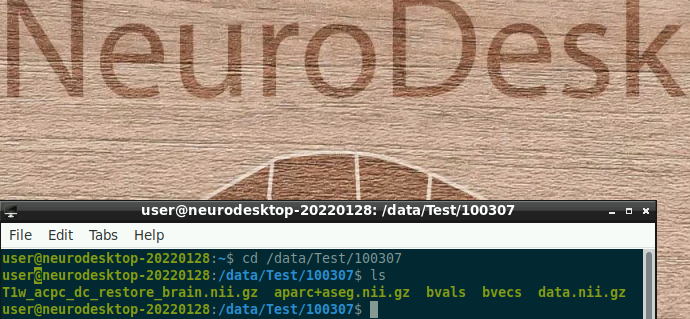 NeuroDesk
user@neurodesktop-20220128: /data/Test/100307
File Edit Tabs Help
user@neurodesktop-20220128:~$ cd /data/Test/100307
user@neurodesktop-20220128:/data/Test/100307$ ls
T1w_acpc_dc_restore_brain.nii.gz aparc+aseg.nii.gz bvals bvecs data.nii.gz
user@neurodesktop-20220128:/data/Test/100307$